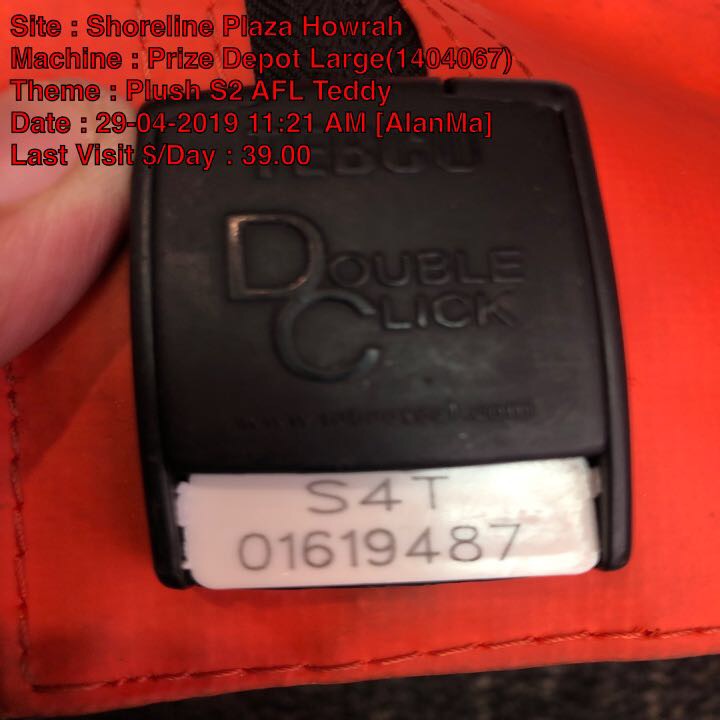 Site : Shoreline Plaza Howrah
Machine : Prize Depot Large(1404067)
Theme : Plush S2 AFL Teddy
Date : 29-04-2019 11:21 AM [AlanMa]
Last Visit $/Day : 39.00
DOUBLE
CLICK
S4T
01619487